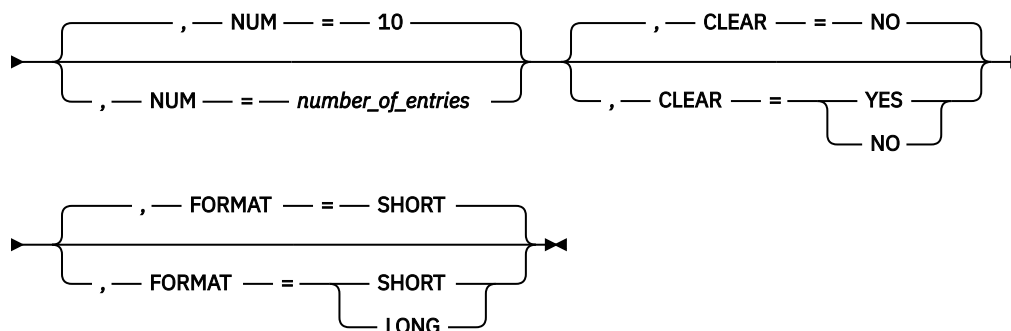 , NUM = 10 , CLEAR = NO
, NUM = number_of_entries , CLEAR = YES
NO
, FORMAT = SHORT
, FORMAT = SHORT
LONG